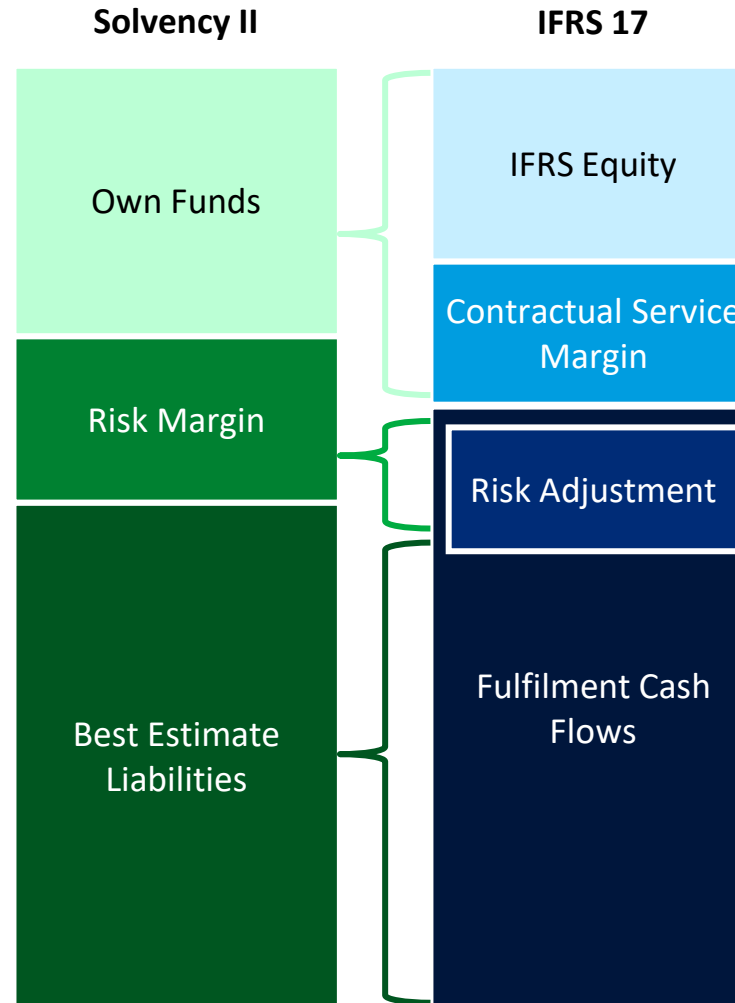 Solvency II
IFRS 17
Own Funds
IFRS Equity
Contractual Service
Margin
Risk Margin
Risk Adjustment
Fulfilment Cash
Flows
Best Estimate
Liabilities